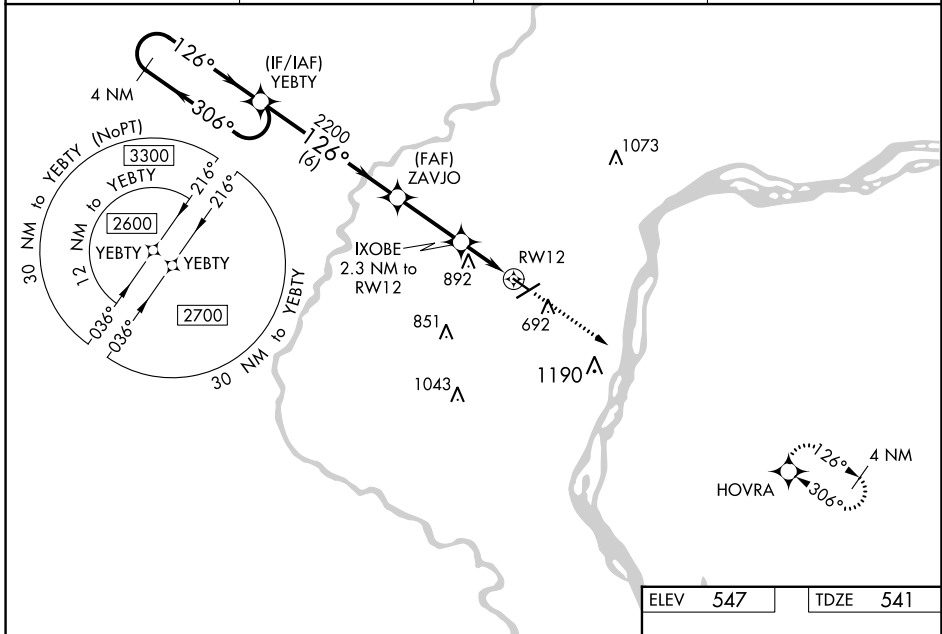 126°
(IF/IAF)
YEBTY
4 NM
306°
2200
126°
(6)
(FAF)
ZAVJO
1073
30 NM to YEBTY (NoPT)
3300
12 NM to YEBTY
216°
216°
2600
YEBTY
YEBTY
036°
036°
2700
30 NM to YEBTY
IXOBE
2.3 NM to
RW12
892
RW12
692
851
1190
1043
HOVRA
126°
306°
4 NM
ELEV 547
TDZE 541